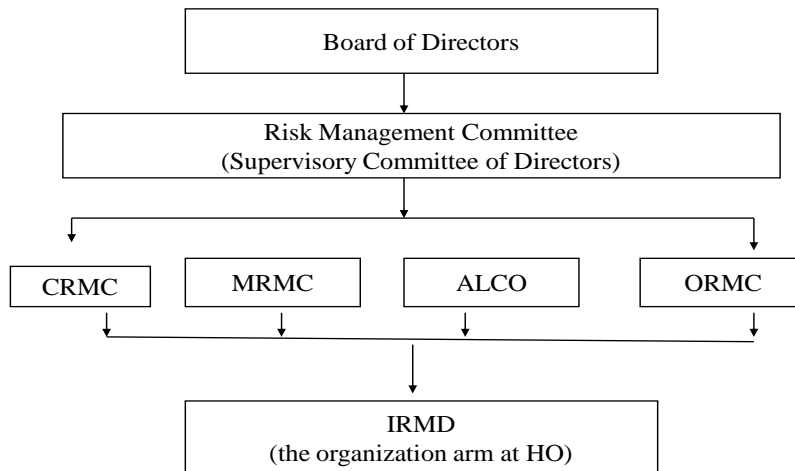 Board of Directors
Risk Management Committee
(Supervisory Committee of Directors)
CRMC
MRMC
ALCO
ORMC
IRMD
(the organization arm at HO)